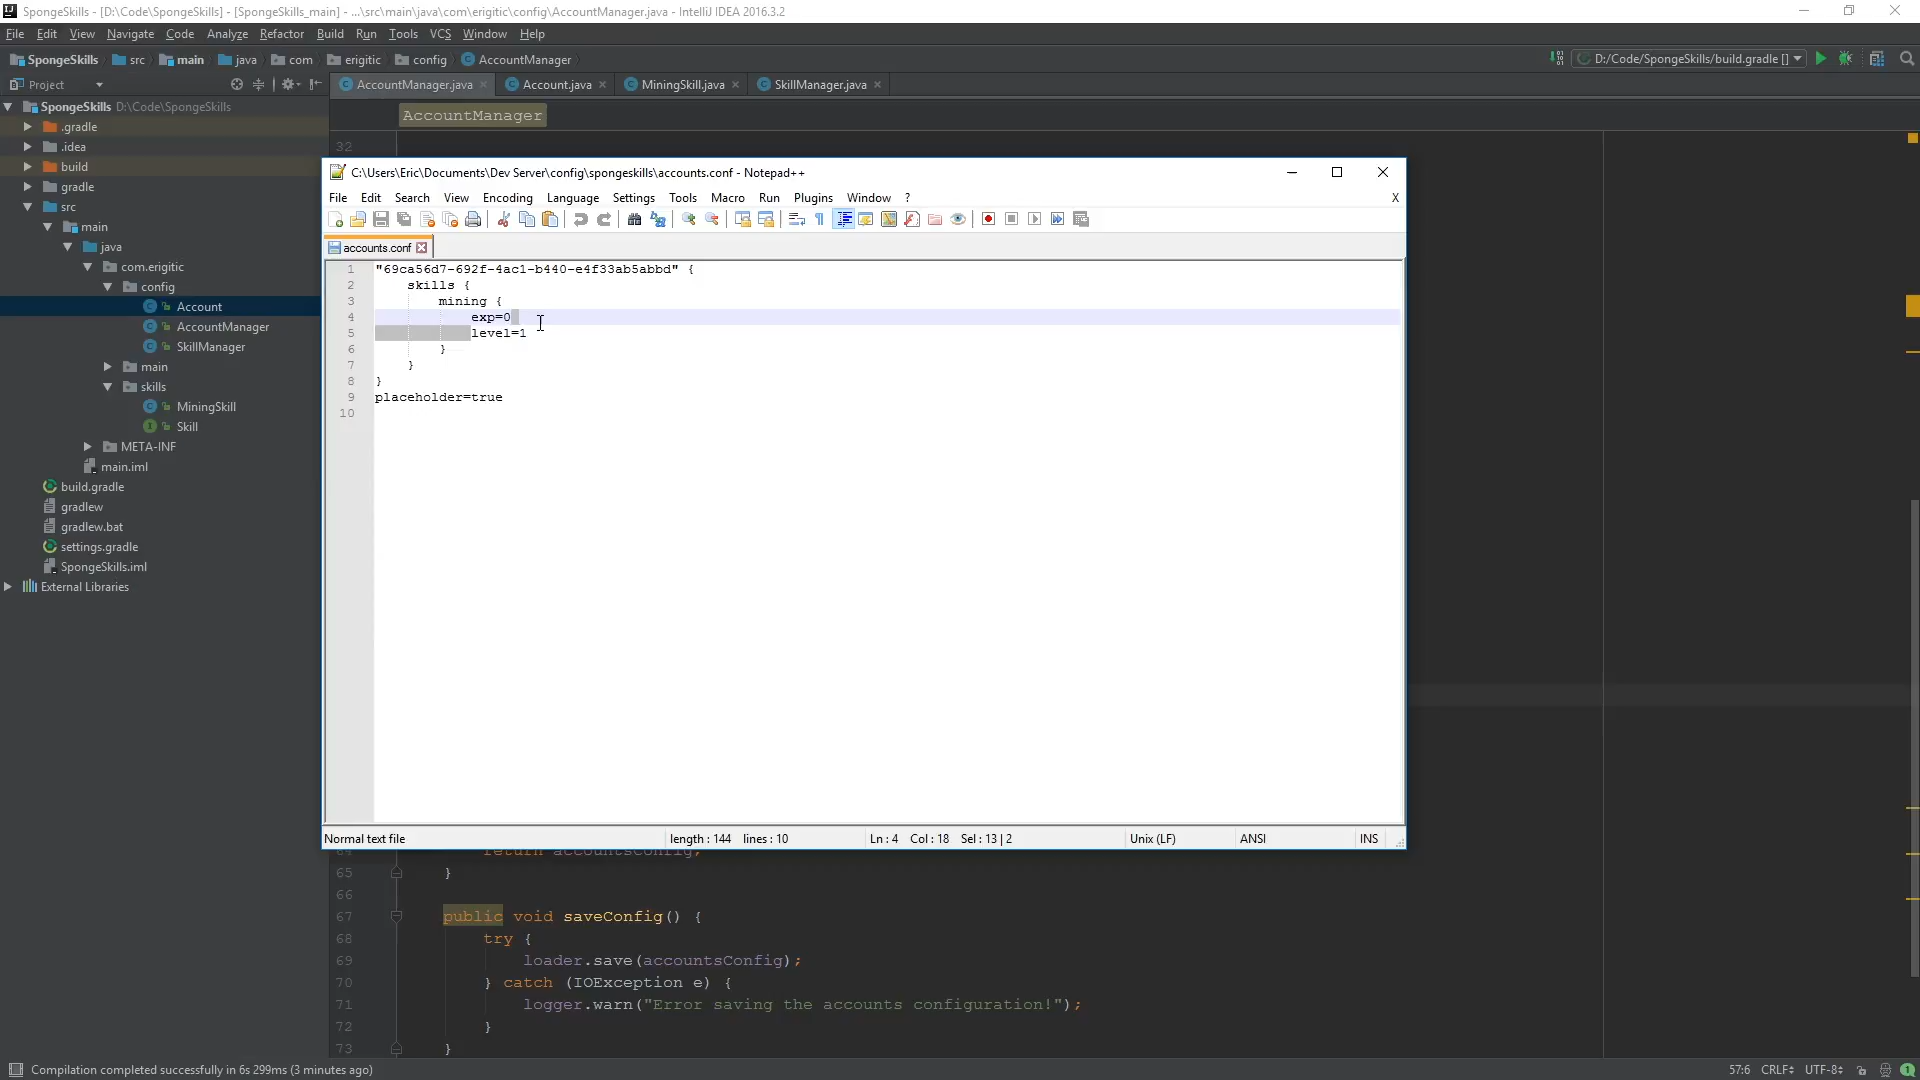 SpongeSkills - [D:\Code\SpongeSkills] - [SpongeSkills_main] - ...\src\main\java\com\erigitic\config\AccountManager.java - IntelliJ IDEA 2016.3.2
File Edit View Navigate Code Analyze Refactor Build Run Tools VCS Window Help
SpongeSkills src main java com erigitic config AccountManager
D:/Code/SpongeSkills/build.gradle []
Project
AccountManager.java Account.java MiningSkill.java SkillManager.java
SpongeSkills D:\Code\SpongeSkills
.gradle
.idea
build
gradle
src
main
java
com.erigitic
config
Account
AccountManager
SkillManager
main
skills
MiningSkill
Skill
META-INF
main.iml
build.gradle
gradlew
gradlew.bat
settings.gradle
SpongeSkills.iml
External Libraries
AccountManager
32
C:\Users\Eric\Documents\Dev Server\config\spongeskills\accounts.conf - Notepad++
File Edit Search View Encoding Language Settings Tools Macro Run Plugins Window ? X
accounts.conf
1 "69ca56d7-692f-4ac1-b440-e4f33ab5abbd" {
2 skills {
3 mining {
4 exp=0
5 level=1
6 }
7 }
8 }
9 placeholder=true
10
Normal text file length : 144 lines : 10 Ln : 4 Col : 18 Sel : 13 | 2 Unix (LF) ANSI INS
return accountsConfig;
65 }
66
67 public void saveConfig() {
68 try {
69 loader.save(accountsConfig);
70 } catch (IOException e) {
71 logger.warn("Error saving the accounts configuration!");
72 }
73 }
Compilation completed successfully in 6s 299ms (3 minutes ago) 57:6 CRLF UTF-8 1